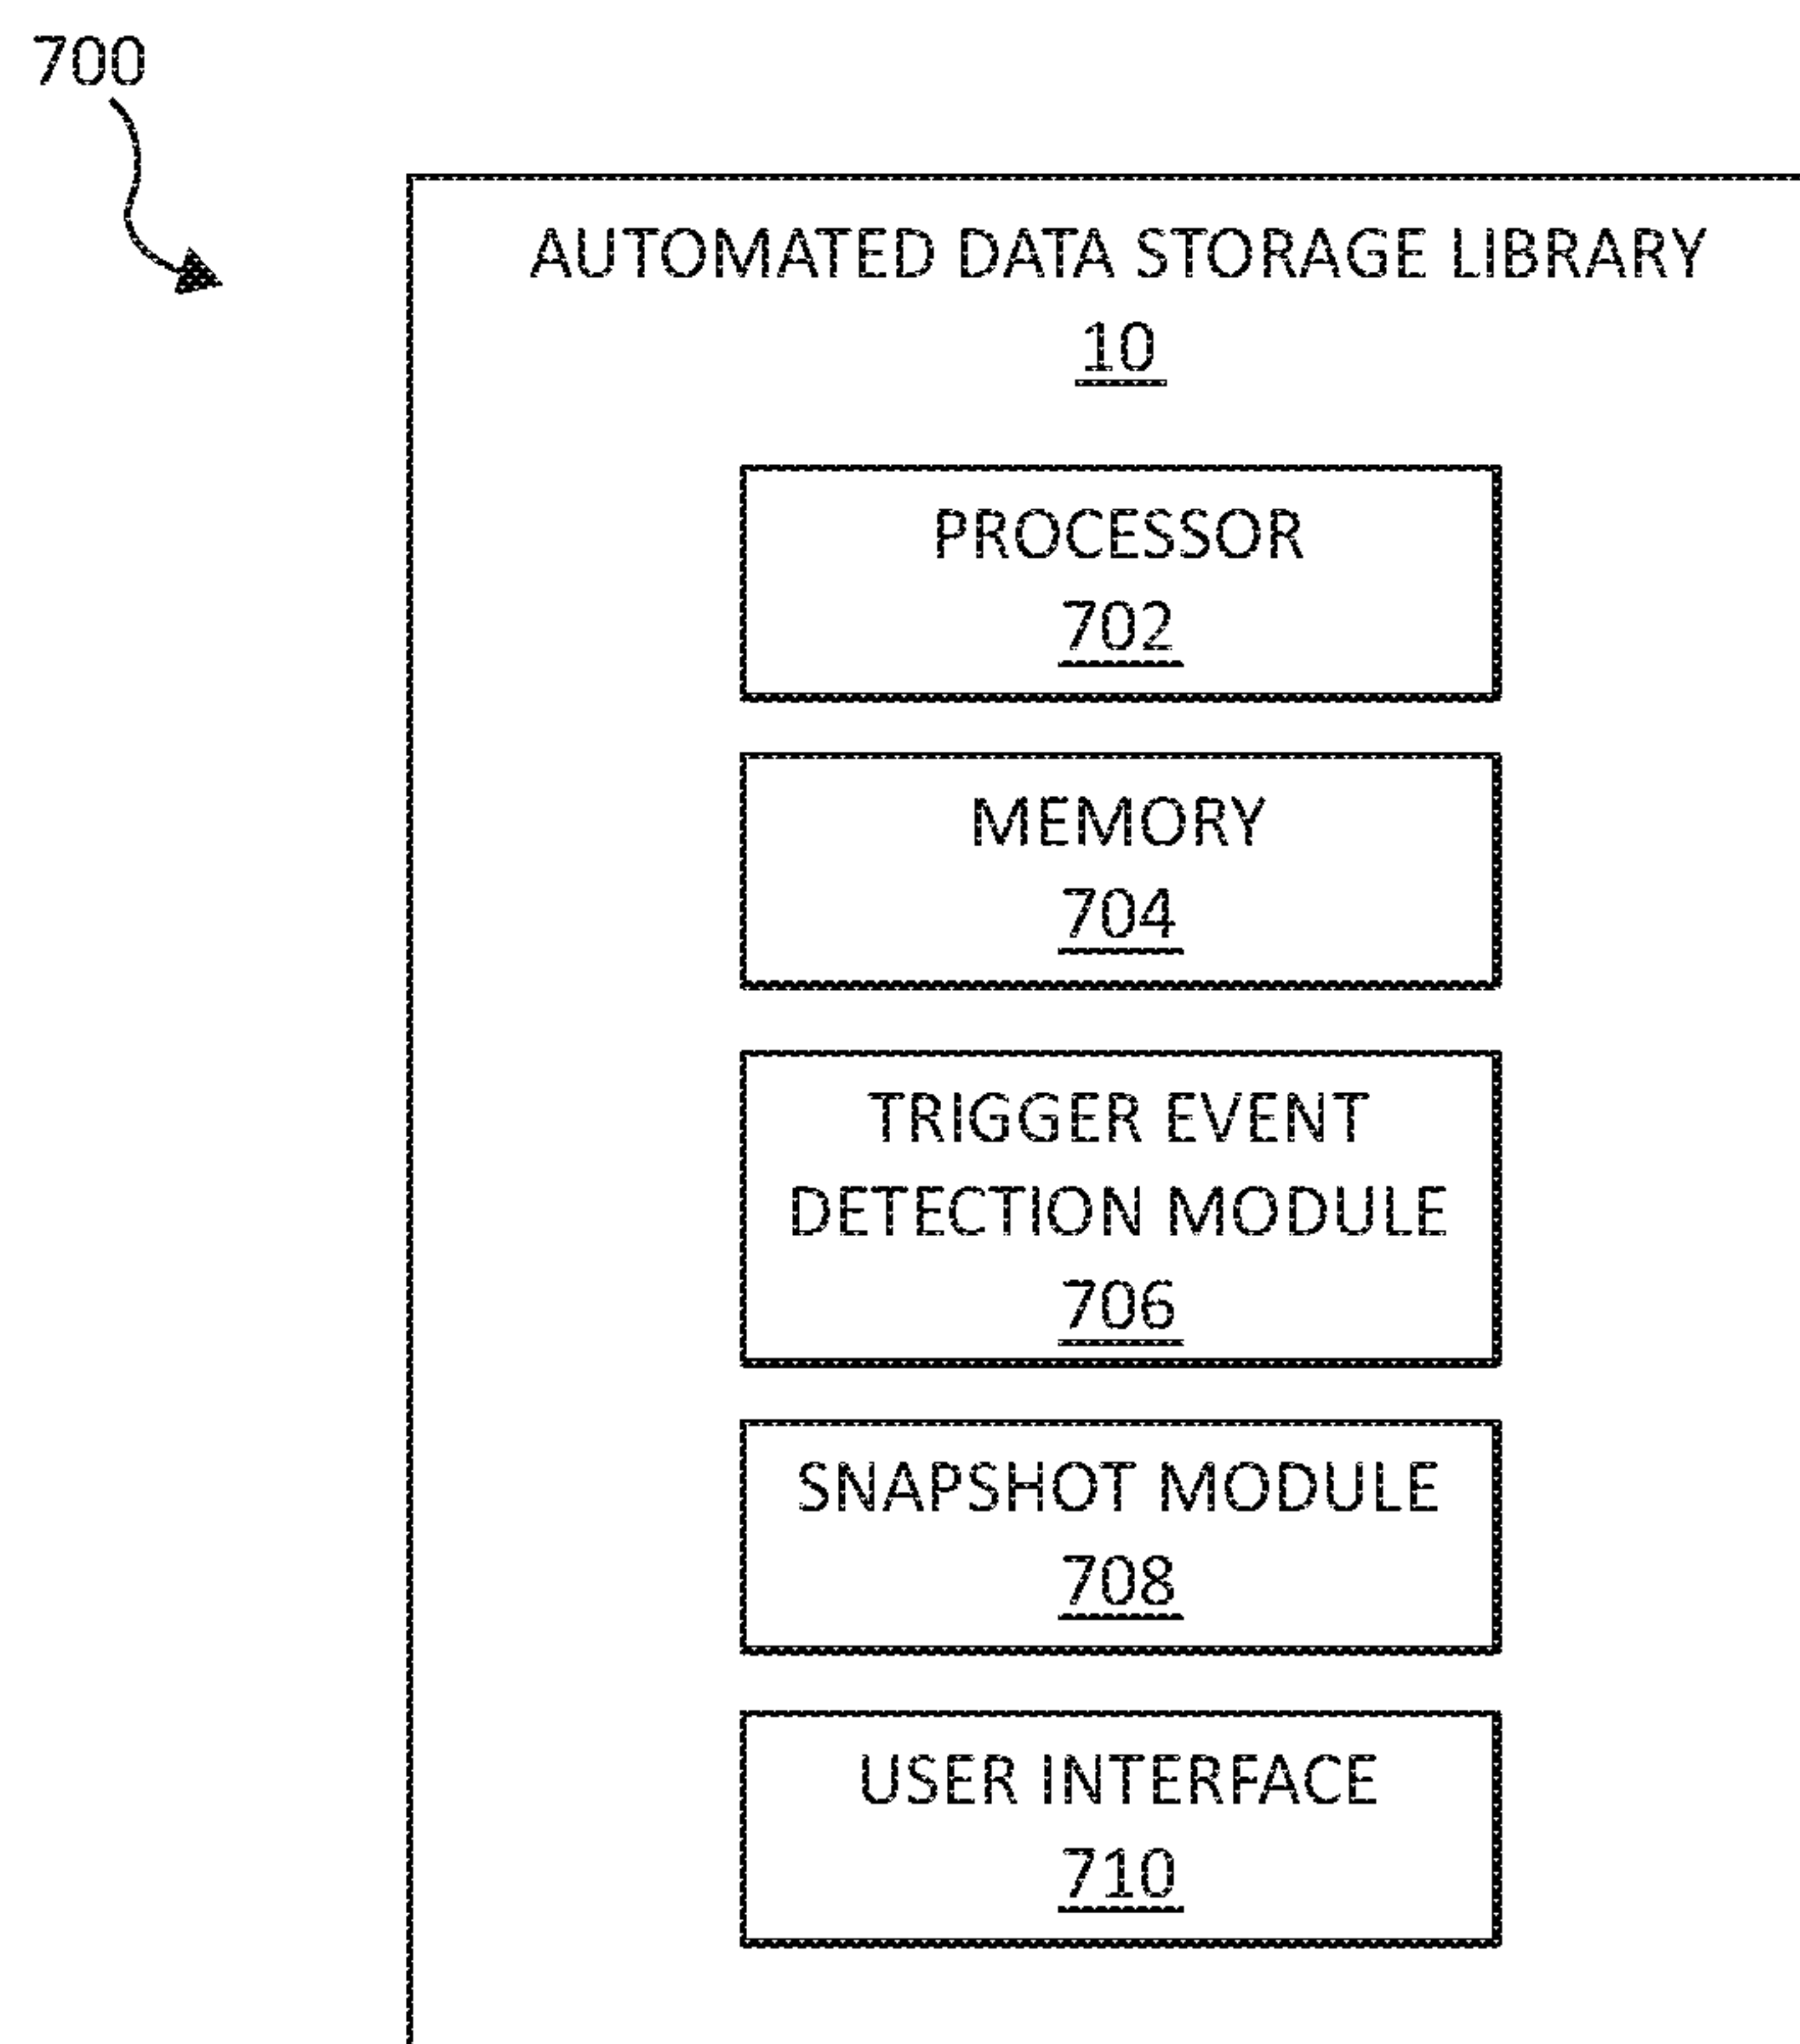 700
AUTOMATED DATA STORAGE LIBRARY
10
PROCESSOR
702
MEMORY
704
TRIGGER EVENT
DETECTION MODULE
706
SNAPSHOT MODULE
708
USER INTERFACE
710